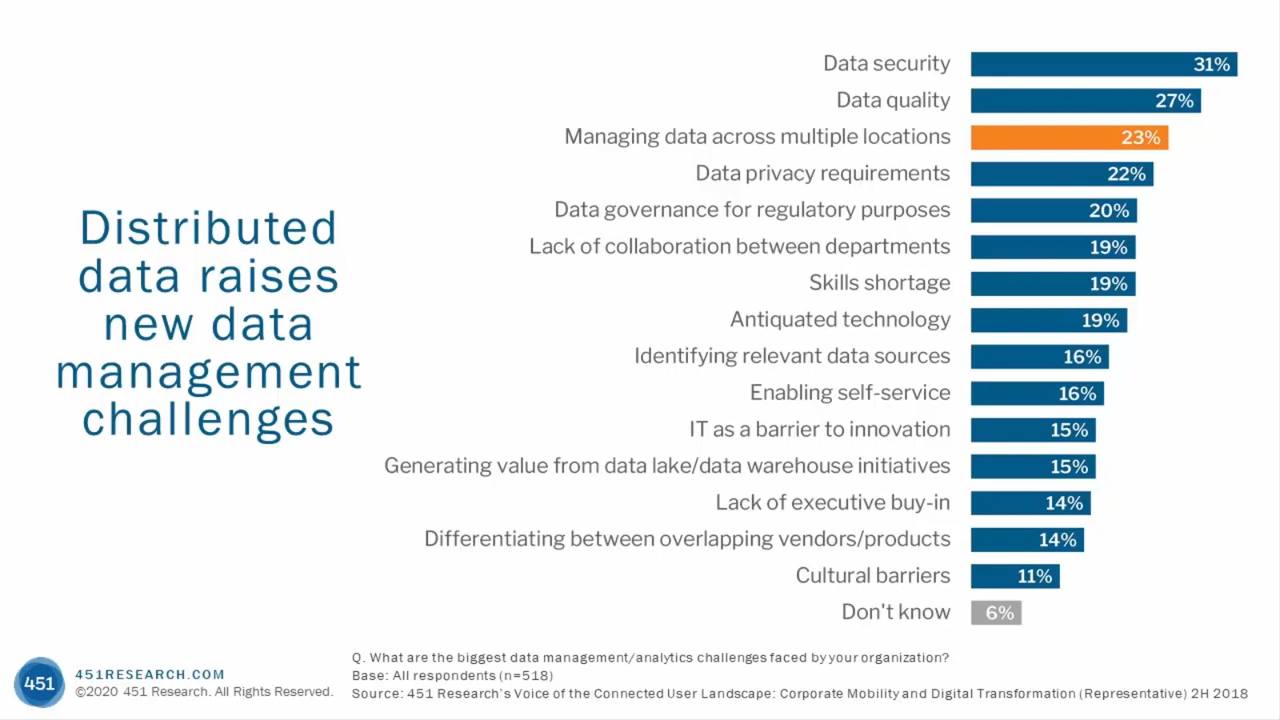 Distributed
data raises
new data
management
challenges
Data security 31%
Data quality 27%
Managing data across multiple locations 23%
Data privacy requirements 22%
Data governance for regulatory purposes 20%
Lack of collaboration between departments 19%
Skills shortage 19%
Antiquated technology 19%
Identifying relevant data sources 16%
Enabling self-service 16%
IT as a barrier to innovation 15%
Generating value from data lake/data warehouse initiatives 15%
Lack of executive buy-in 14%
Differentiating between overlapping vendors/products 14%
Cultural barriers 11%
Don't know 6%
451
451RESEARCH.COM
©2020 451 Research. All Rights Reserved.
Q. What are the biggest data management/analytics challenges faced by your organization?
Base: All respondents (n=518)
Source: 451 Research's Voice of the Connected User Landscape: Corporate Mobility and Digital Transformation (Representative) 2H 2018